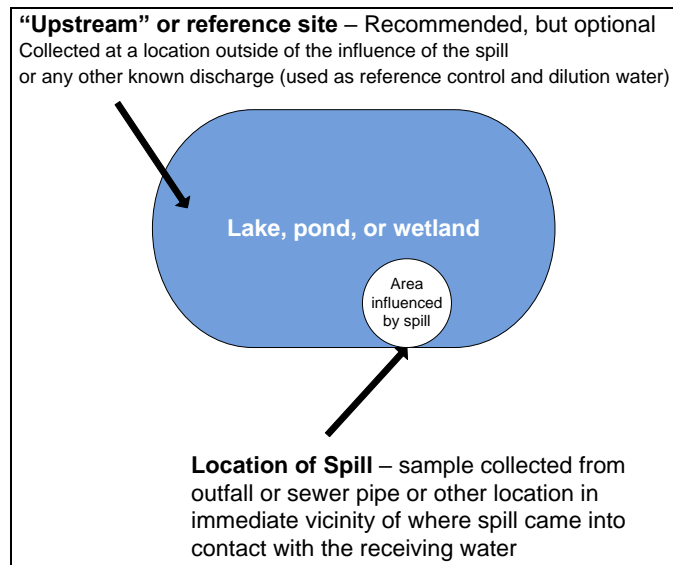 “Upstream” or reference site – Recommended, but optional
Collected at a location outside of the influence of the spill
or any other known discharge (used as reference control and dilution water)
Lake, pond, or wetland
Area
influenced
by spill
Location of Spill – sample collected from
outfall or sewer pipe or other location in
immediate vicinity of where spill came into
contact with the receiving water